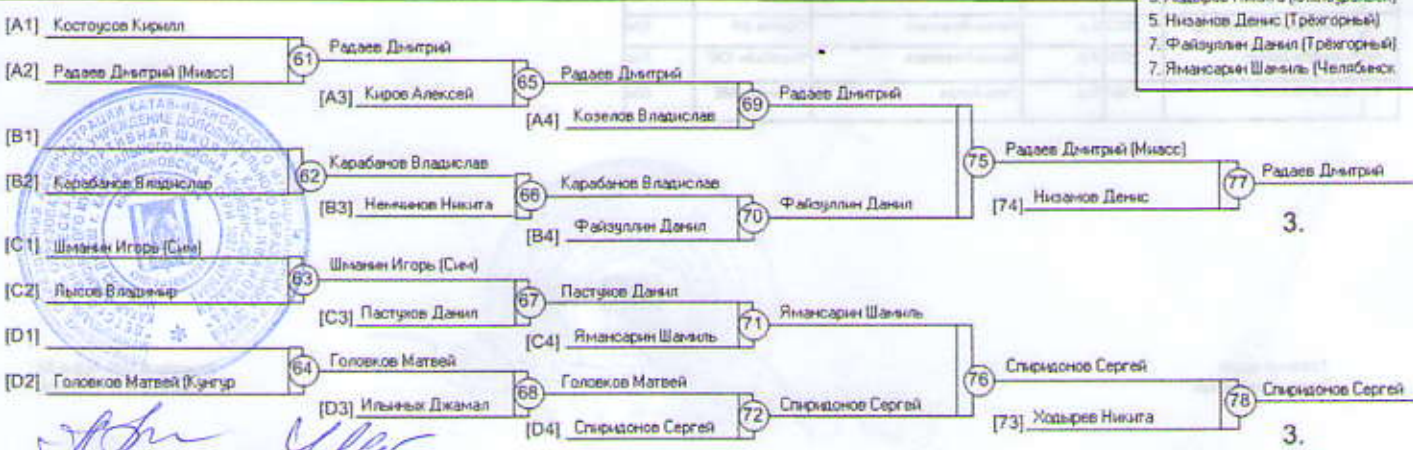 5. Низамов Денис (Трёхгорный)
7. Файзуллин Данил (Трёхгорный)
7. Ямансарин Шамиль (Челябинск
[A1] Костоусов Кирилл
61 Радаев Дмитрий
[A2] Радаев Дмитрий (Миасс)
65 Радаев Дмитрий
[A3] Киров Алексей
69 Радаев Дмитрий
[A4] Козелов Владислав
[B1]
75 Радаев Дмитрий (Миасс)
62 Карабанов Владислав
77 Радаев Дмитрий
[B2] Карабанов Владислав
66 Карабанов Владислав
[B3] Немчинов Никита
70 Файзуллин Данил
[74] Низамов Денис
[B4] Файзуллин Данил
3.
[C1] Шманин Игорь (Сим)
63 Шманин Игорь (Сим)
[C2] Лысов Владимир
67 Пастухов Данил
[C3] Пастухов Данил
71 Ямансарин Шамиль
[C4] Ямансарин Шамиль
[D1]
64 Головков Матвей
76 Спиридонов Сергей
[D2] Головков Матвей (Кунгур
68 Головков Матвей
78 Спиридонов Сергей
[D3] Ильиных Джамал
72 Спиридонов Сергей
[73] Ходырев Никита
[D4] Спиридонов Сергей
3.